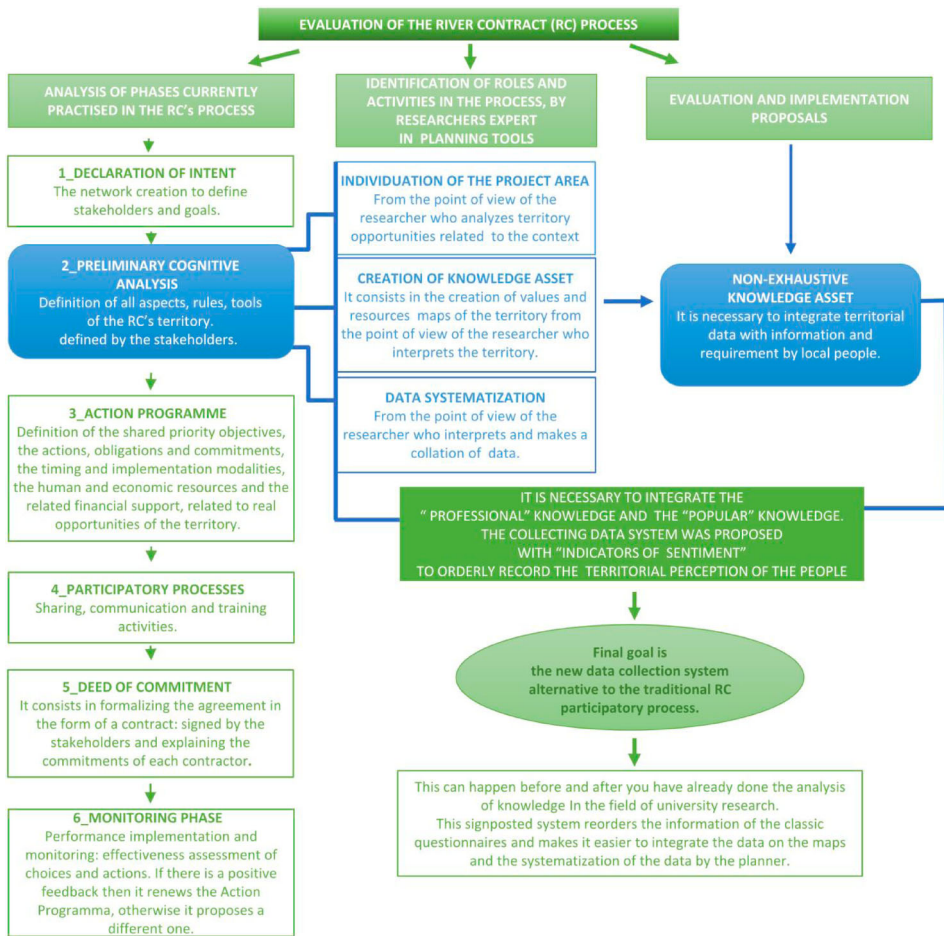 EVALUATION OF THE RIVER CONTRACT (RC) PROCESS
ANALYSIS OF PHASES CURRENTLY
PRACTISED IN THE RC's PROCESS
IDENTIFICATION OF ROLES AND
ACTIVITIES IN THE PROCESS, BY
RESEARCHERS EXPERT
IN PLANNING TOOLS
EVALUATION AND IMPLEMENTATION
PROPOSALS
1_DECLARATION OF INTENT
The network creation to define
stakeholders and goals.
2_PRELIMINARY COGNITIVE
ANALYSIS
Definition of all aspects, rules, tools
of the RC's territory.
defined by the stakeholders.
3_ACTION PROGRAMME
Definition of the shared priority objectives,
the actions, obligations and commitments,
the timing and implementation modalities,
the human and economic resources and the
related financial support, related to real
opportunities of the territory.
4_PARTICIPATORY PROCESSES
Sharing, communication and training
activities.
5_DEED OF COMMITMENT
It consists in formalizing the agreement in
the form of a contract: signed by the
stakeholders and explaining the
commitments of each contractor.
6_MONITORING PHASE
Performance implementation and
monitoring: effectiveness assessment of
choices and actions. If there is a positive
feedback then it renews the Action
Programma, otherwise it proposes a
different one.
INDIVIDUATION OF THE PROJECT AREA
From the point of view of the
researcher who analyzes territory
opportunities related to the context
CREATION OF KNOWLEDGE ASSET
It consists in the creation of values and
resources maps of the territory from
the point of view of the researcher who
interprets the territory.
DATA SYSTEMATIZATION
From the point of view of the
researcher who interprets and makes a
collation of data.
NON-EXHAUSTIVE
KNOWLEDGE ASSET
It is necessary to integrate territorial
data with information and
requirement by local people.
IT IS NECESSARY TO INTEGRATE THE
“ PROFESSIONAL” KNOWLEDGE AND THE “POPULAR” KNOWLEDGE.
THE COLLECTING DATA SYSTEM WAS PROPOSED
WITH “INDICATORS OF SENTIMENT”
TO ORDERLY RECORD THE TERRITORIAL PERCEPTION OF THE PEOPLE
Final goal is
the new data collection system
alternative to the traditional RC
participatory process.
This can happen before and after you have already done the analysis
of knowledge In the field of university research.
This signposted system reorders the information of the classic
questionnaires and makes it easier to integrate the data on the maps
and the systematization of the data by the planner.